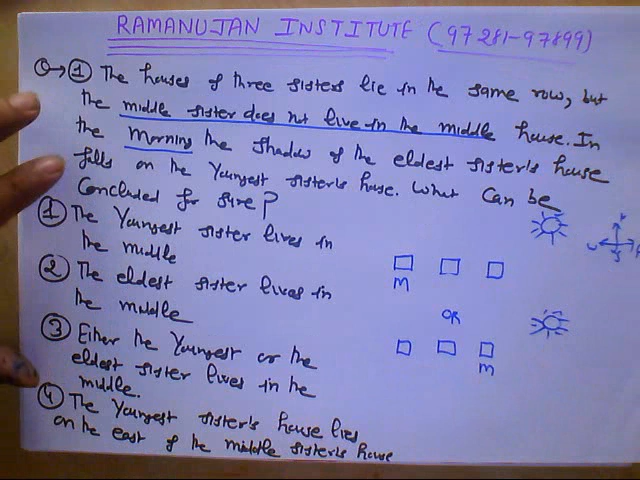 RAMANUJAN INSTITUTE (97281-97899)
Q→ ① The houses of three sisters lie in the same row, but
the middle sister does not live in the middle house. In
the morning the shadow of the eldest sister's house
falls on the Youngest sister's house. What can be
concluded for sure?
① The Youngest sister lives in
the middle
② The eldest sister lives in
the middle
③ Either the Youngest or the
eldest sister lives in the
middle.
④ The Youngest sister's house lies
on the east of the middle sister's house
M
OR
M
W
S